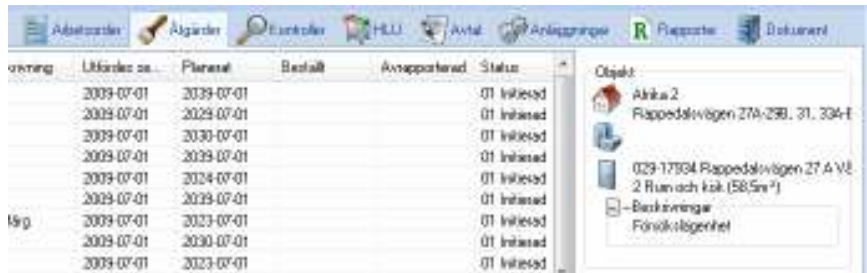 Arbetsorder Åtgärder Kontroller HLU Avtal Anläggningar Rapporter Dokument
Utfördes se... Planerat Beställt Avrapporterad Status
2009-07-01 2039-07-01 01 Initierad
2009-07-01 2029-07-01 01 Initierad
2009-07-01 2030-07-01 01 Initierad
2009-07-01 2039-07-01 01 Initierad
2009-07-01 2024-07-01 01 Initierad
2009-07-01 2039-07-01 01 Initierad
2009-07-01 2023-07-01 01 Initierad
2009-07-01 2030-07-01 01 Initierad
2009-07-01 2023-07-01 01 Initierad
Objekt
Afrika 2
Rappedalsvägen 27A-29B, 31, 33A-B
029-17934 Rappedalsvägen 27 A
2 Rum och kök (58,5m²)
Beskrivningar
Försökslägenhet